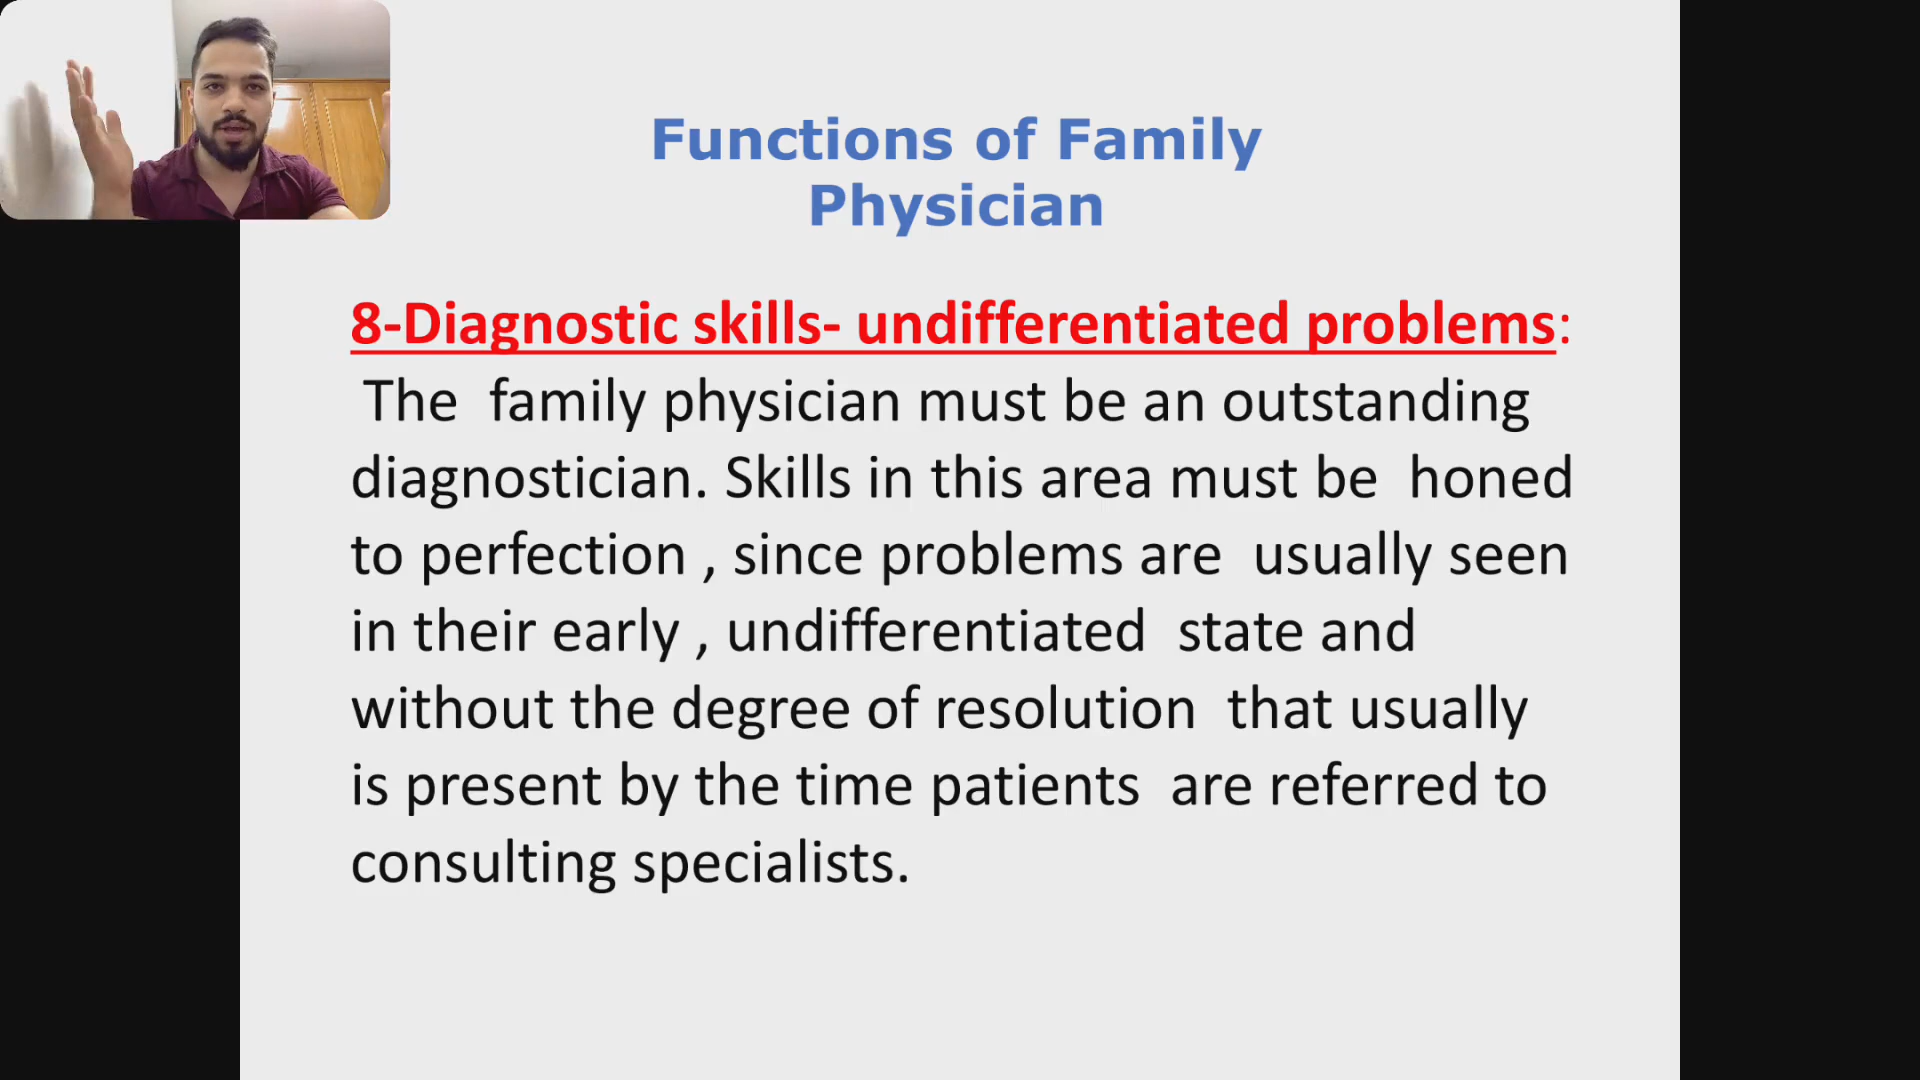 Functions of Family
Physician
8-Diagnostic skills- undifferentiated problems:
The family physician must be an outstanding
diagnostician. Skills in this area must be honed
to perfection , since problems are usually seen
in their early , undifferentiated state and
without the degree of resolution that usually
is present by the time patients are referred to
consulting specialists.